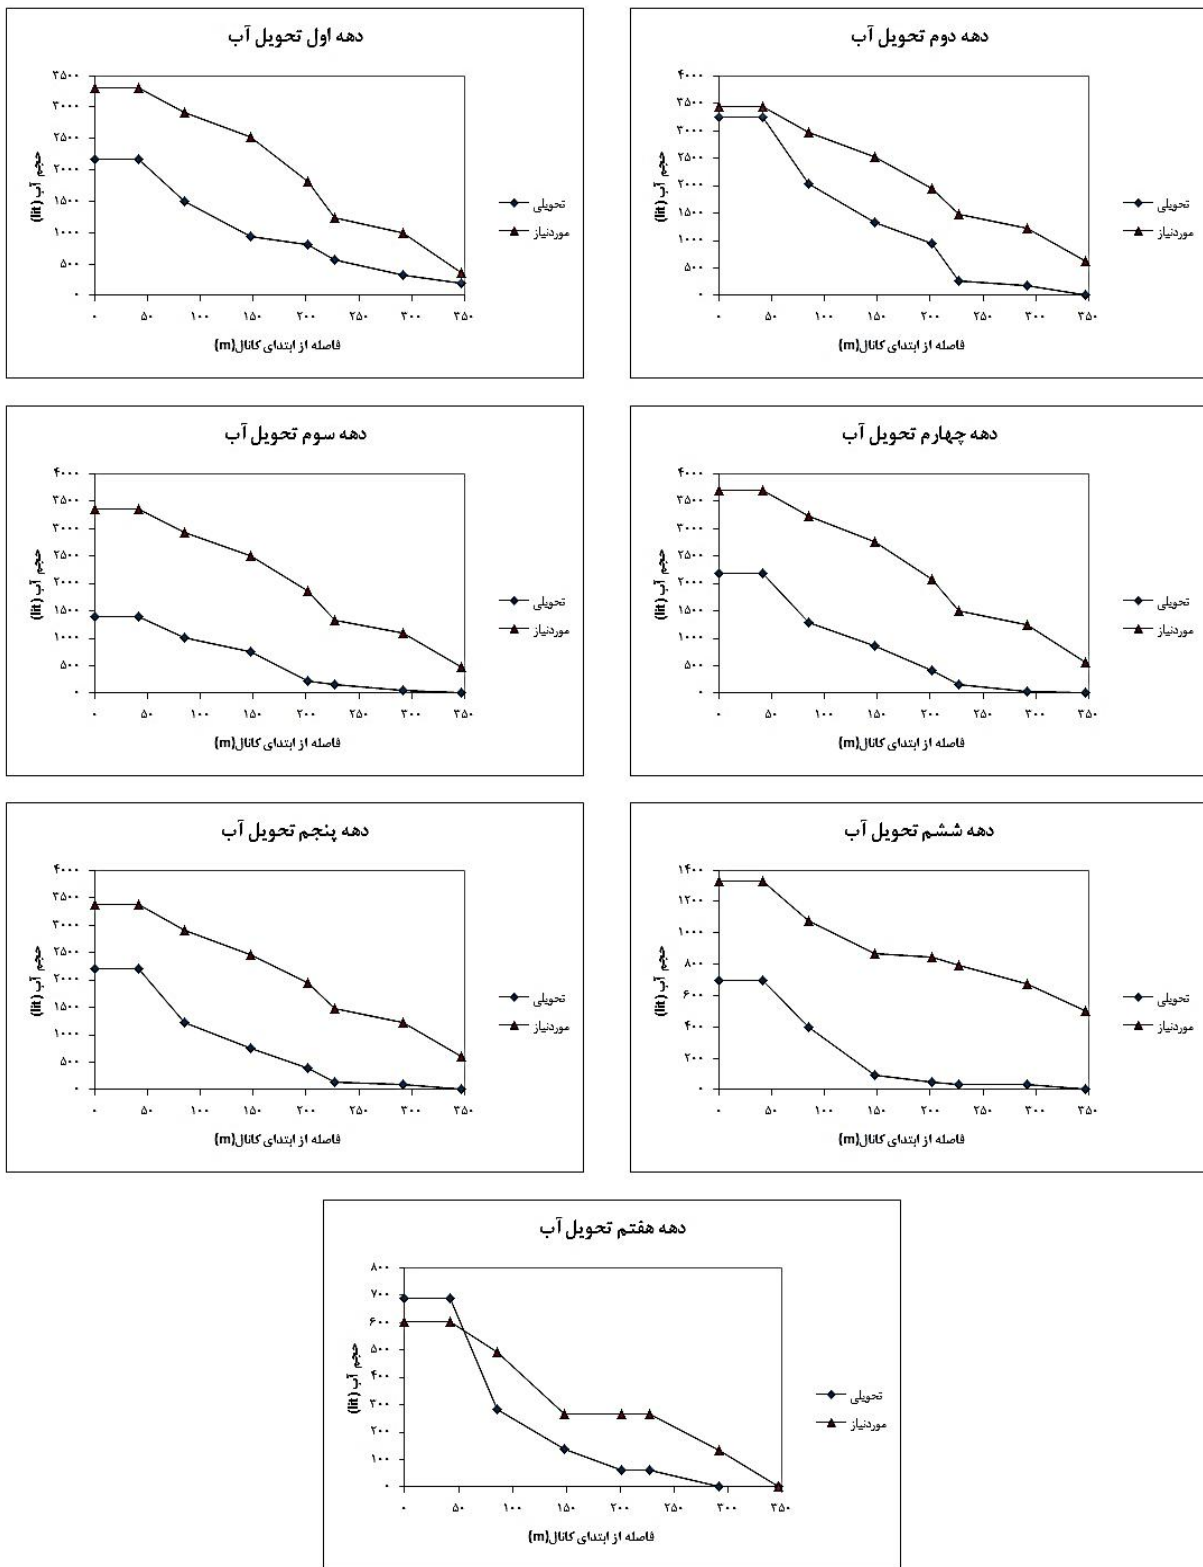 دهه اول تحویل آب
۳۵۰۰
۳۰۰۰
۲۵۰۰
۲۰۰۰
۱۵۰۰
۱۰۰۰
۵۰۰
۰
حجم آب (lit)
۰ ۵۰ ۱۰۰ ۱۵۰ ۲۰۰ ۲۵۰ ۳۰۰ ۳۵۰
فاصله از ابتدای کانال(m)
تحویلی
موردنیاز
دهه دوم تحویل آب
۴۰۰۰
۳۵۰۰
۳۰۰۰
۲۵۰۰
۲۰۰۰
۱۵۰۰
۱۰۰۰
۵۰۰
۰
حجم آب (lit)
۰ ۵۰ ۱۰۰ ۱۵۰ ۲۰۰ ۲۵۰ ۳۰۰ ۳۵۰
فاصله از ابتدای کانال(m)
تحویلی
موردنیاز
دهه سوم تحویل آب
۴۰۰۰
۳۵۰۰
۳۰۰۰
۲۵۰۰
۲۰۰۰
۱۵۰۰
۱۰۰۰
۵۰۰
۰
حجم آب (lit)
۰ ۵۰ ۱۰۰ ۱۵۰ ۲۰۰ ۲۵۰ ۳۰۰ ۳۵۰
فاصله از ابتدای کانال(m)
تحویلی
موردنیاز
دهه چهارم تحویل آب
۴۰۰۰
۳۵۰۰
۳۰۰۰
۲۵۰۰
۲۰۰۰
۱۵۰۰
۱۰۰۰
۵۰۰
۰
حجم آب (lit)
۰ ۵۰ ۱۰۰ ۱۵۰ ۲۰۰ ۲۵۰ ۳۰۰ ۳۵۰
فاصله از ابتدای کانال(m)
تحویلی
موردنیاز
دهه پنجم تحویل آب
۴۰۰۰
۳۵۰۰
۳۰۰۰
۲۵۰۰
۲۰۰۰
۱۵۰۰
۱۰۰۰
۵۰۰
۰
حجم آب (lit)
۰ ۵۰ ۱۰۰ ۱۵۰ ۲۰۰ ۲۵۰ ۳۰۰ ۳۵۰
فاصله از ابتدای کانال(m)
تحویلی
موردنیاز
دهه ششم تحویل آب
۱۴۰۰
۱۲۰۰
۱۰۰۰
۸۰۰
۶۰۰
۴۰۰
۲۰۰
۰
حجم آب (lit)
۰ ۵۰ ۱۰۰ ۱۵۰ ۲۰۰ ۲۵۰ ۳۰۰ ۳۵۰
فاصله از ابتدای کانال(m)
تحویلی
موردنیاز
دهه هفتم تحویل آب
۸۰۰
۷۰۰
۶۰۰
۵۰۰
۴۰۰
۳۰۰
۲۰۰
۱۰۰
۰
حجم آب (lit)
۰ ۵۰ ۱۰۰ ۱۵۰ ۲۰۰ ۲۵۰ ۳۰۰ ۳۵۰
فاصله از ابتدای کانال(m)
تحویلی
موردنیاز